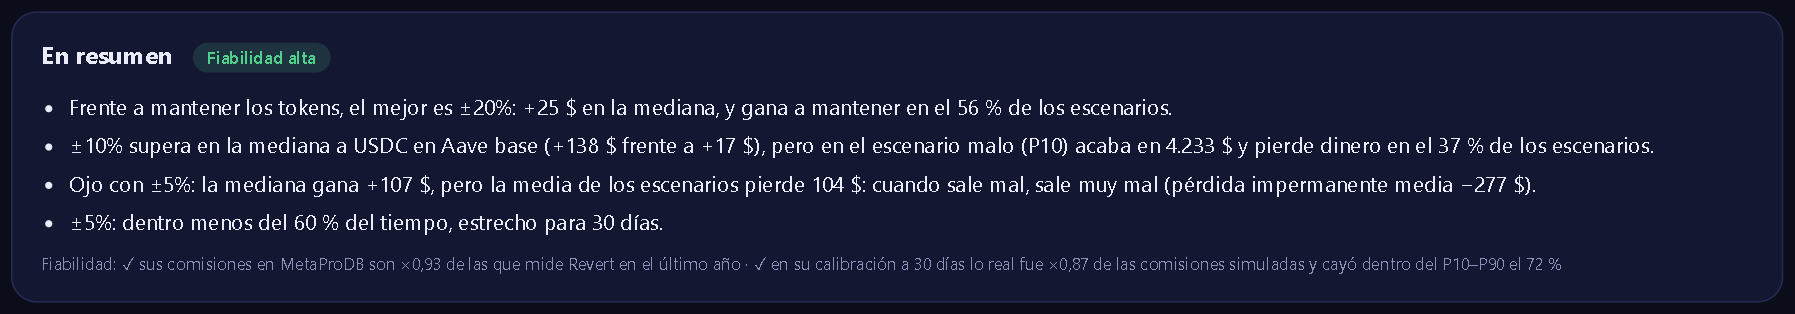 En resumen Fiabilidad alta
• Frente a mantener los tokens, el mejor es ±20%: +25 $ en la mediana, y gana a mantener en el 56 % de los escenarios.
• ±10% supera en la mediana a USDC en Aave base (+138 $ frente a +17 $), pero en el escenario malo (P10) acaba en 4.233 $ y pierde dinero en el 37 % de los escenarios.
• Ojo con ±5%: la mediana gana +107 $, pero la media de los escenarios pierde 104 $: cuando sale mal, sale muy mal (pérdida impermanente media −277 $).
• ±5%: dentro menos del 60 % del tiempo, estrecho para 30 días.
Fiabilidad: ✓ sus comisiones en MetaProDB son ×0,93 de las que mide Revert en el último año · ✓ en su calibración a 30 días lo real fue ×0,87 de las comisiones simuladas y cayó dentro del P10–P90 el 72 %